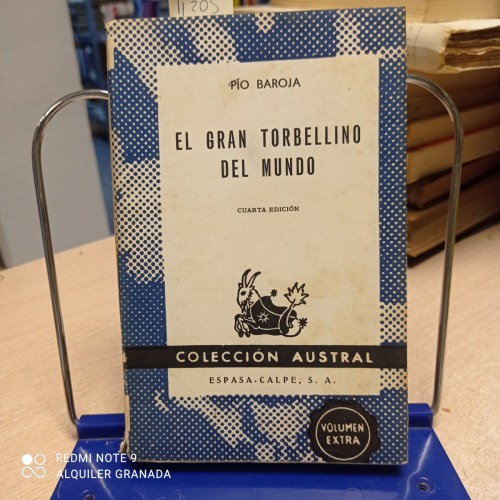 11205
PÍO BAROJA
EL GRAN TORBELLINO
DEL MUNDO
CUARTA EDICIÓN
COLECCIÓN AUSTRAL
ESPASA-CALPE, S. A.
VOLUMEN
EXTRA
REDMI NOTE 9
ALQUILER GRANADA